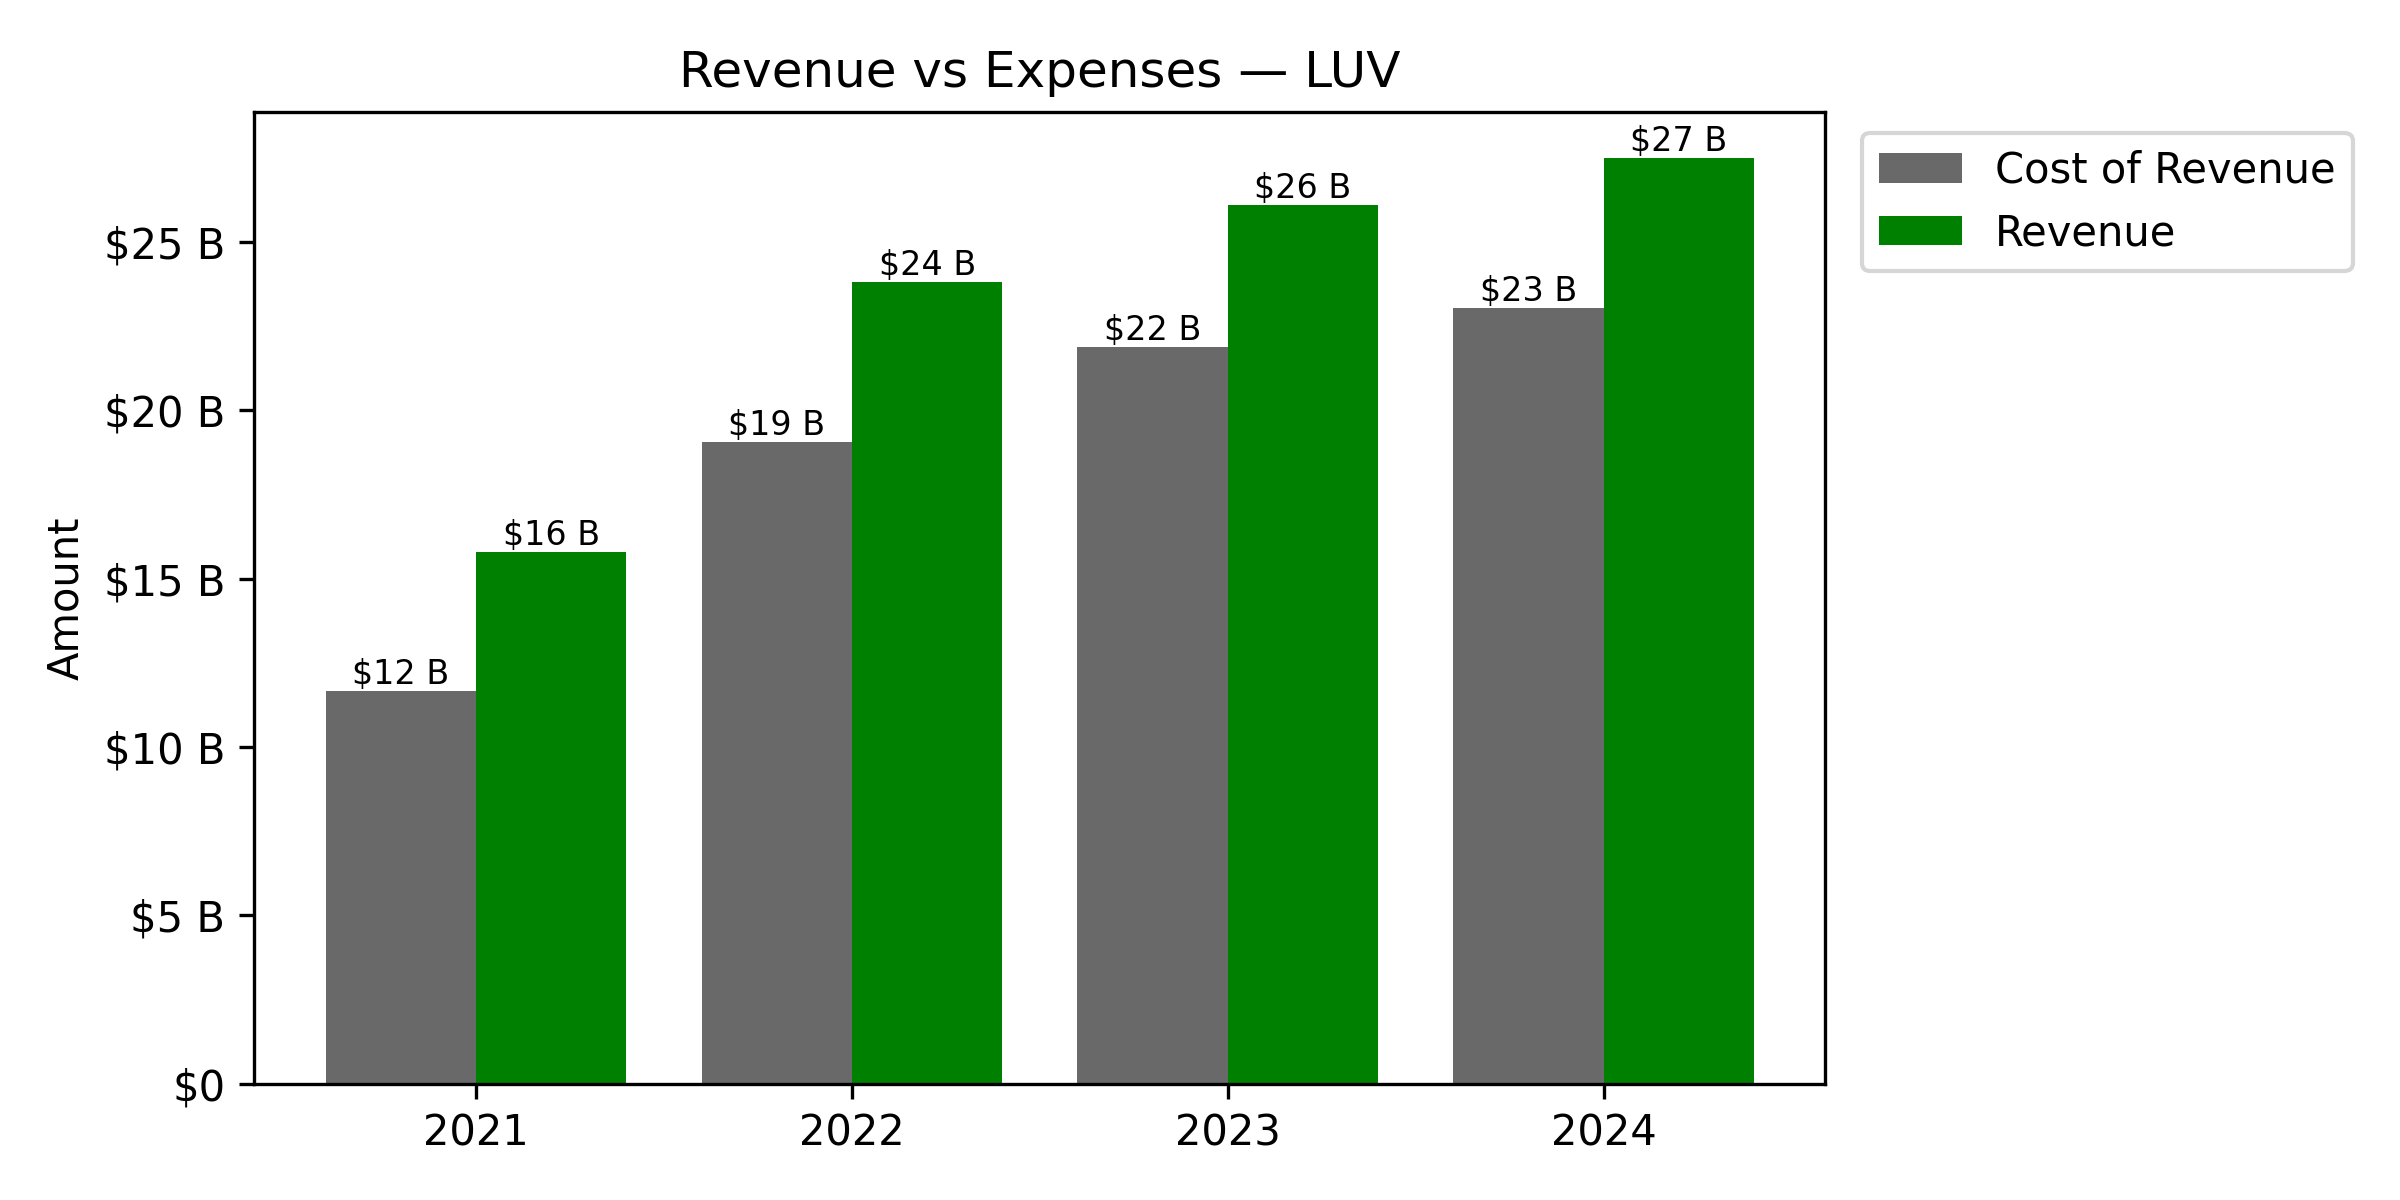 Revenue vs Expenses — LUV
Cost of Revenue
Revenue
Amount
$25 B
$20 B
$15 B
$10 B
$5 B
$0
$12 B
$16 B
$19 B
$24 B
$22 B
$26 B
$23 B
$27 B
2021
2022
2023
2024